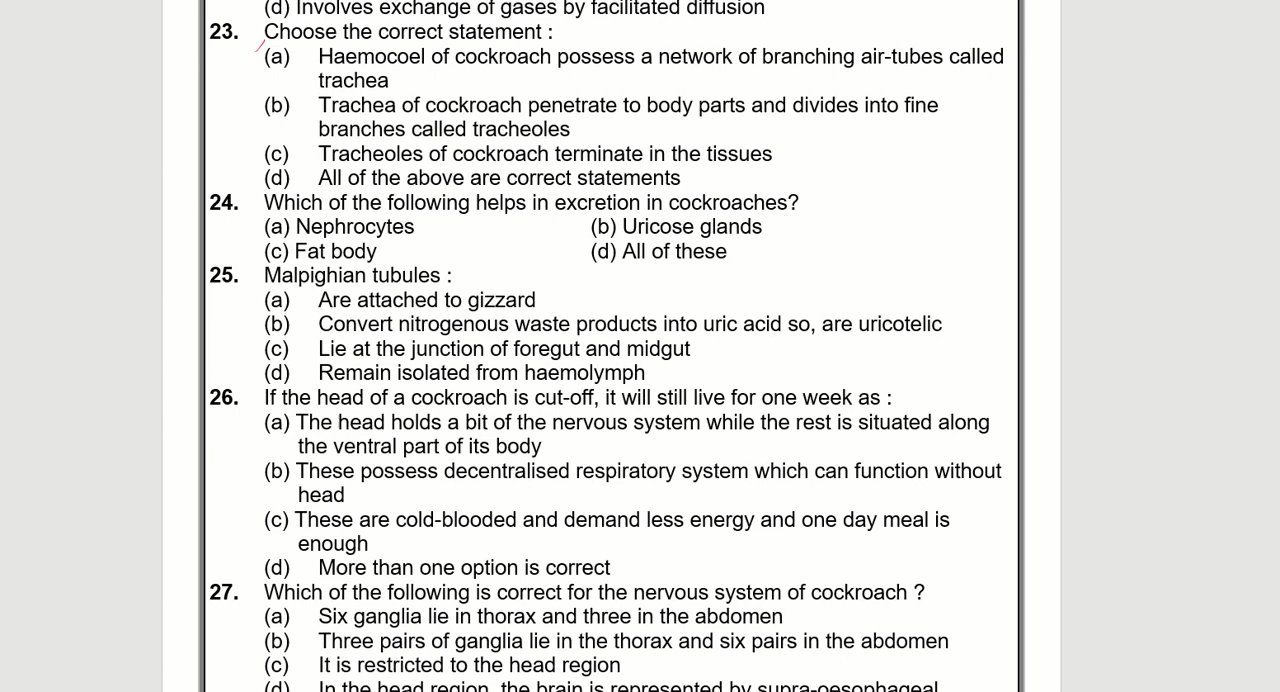 (d) Involves exchange of gases by facilitated diffusion
23. Choose the correct statement :
(a) Haemocoel of cockroach possess a network of branching air-tubes called
trachea
(b) Trachea of cockroach penetrate to body parts and divides into fine
branches called tracheoles
(c) Tracheoles of cockroach terminate in the tissues
(d) All of the above are correct statements
24. Which of the following helps in excretion in cockroaches?
(a) Nephrocytes (b) Uricose glands
(c) Fat body (d) All of these
25. Malpighian tubules :
(a) Are attached to gizzard
(b) Convert nitrogenous waste products into uric acid so, are uricotelic
(c) Lie at the junction of foregut and midgut
(d) Remain isolated from haemolymph
26. If the head of a cockroach is cut-off, it will still live for one week as :
(a) The head holds a bit of the nervous system while the rest is situated along
the ventral part of its body
(b) These possess decentralised respiratory system which can function without
head
(c) These are cold-blooded and demand less energy and one day meal is
enough
(d) More than one option is correct
27. Which of the following is correct for the nervous system of cockroach ?
(a) Six ganglia lie in thorax and three in the abdomen
(b) Three pairs of ganglia lie in the thorax and six pairs in the abdomen
(c) It is restricted to the head region
(d) In the head region, the brain is represented by supra-oesophageal